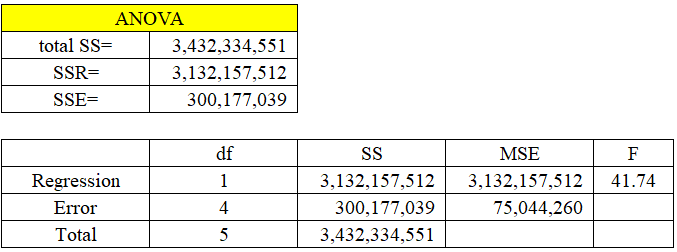 ANOVA
total SS= 3,432,334,551
SSR= 3,132,157,512
SSE= 300,177,039
df SS MSE F
Regression 1 3,132,157,512 3,132,157,512 41.74
Error 4 300,177,039 75,044,260
Total 5 3,432,334,551